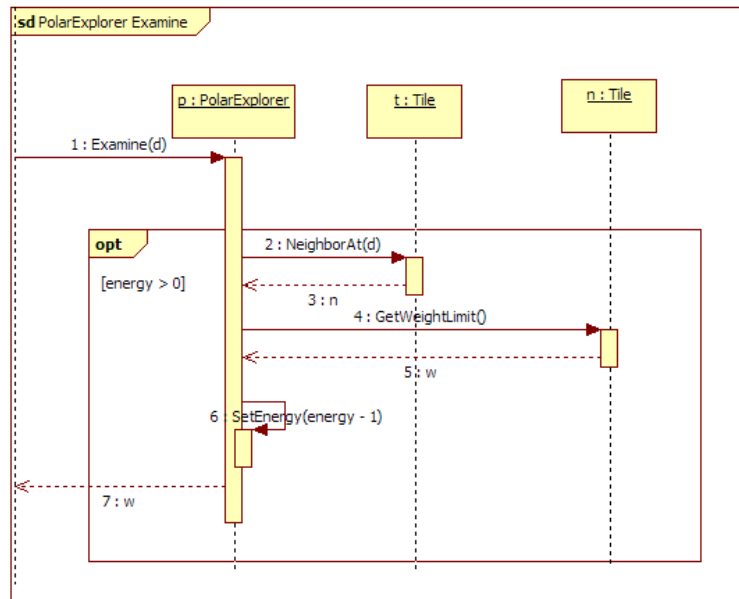 sd PolarExplorer Examine
p : PolarExplorer
t : Tile
n : Tile
1 : Examine(d)
opt
2 : NeighborAt(d)
[energy > 0]
3 : n
4 : GetWeightLimit()
5 : w
6 : SetEnergy(energy - 1)
7 : w